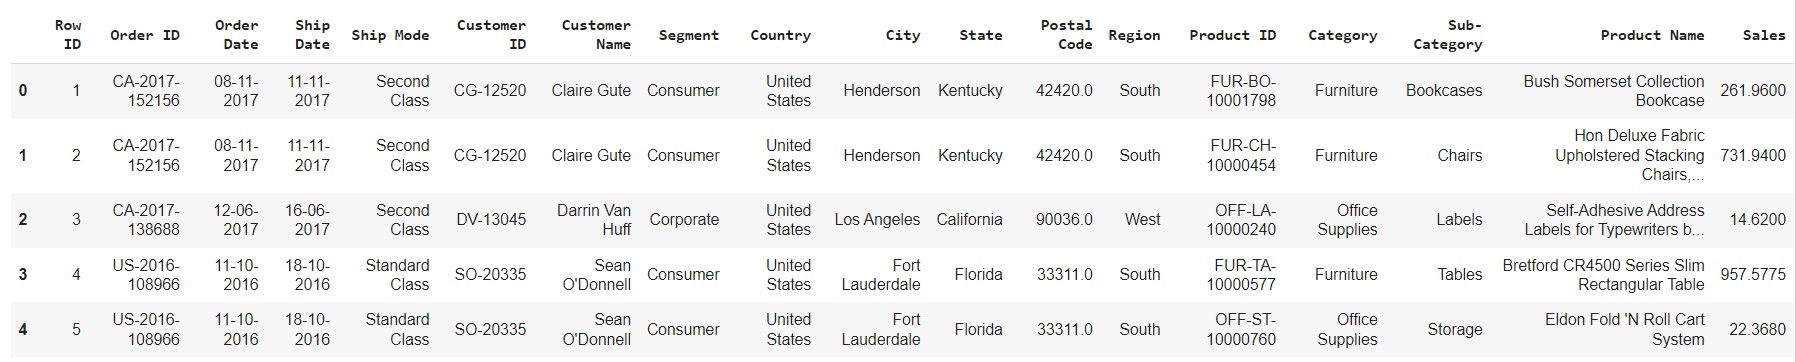 Row ID Order ID Order Date Ship Date Ship Mode Customer ID Customer Name Segment Country City State Postal Code Region Product ID Category Sub-Category Product Name Sales
0 1 CA-2017-152156 08-11-2017 11-11-2017 Second Class CG-12520 Claire Gute Consumer United States Henderson Kentucky 42420.0 South FUR-BO-10001798 Furniture Bookcases Bush Somerset Collection Bookcase 261.9600
1 2 CA-2017-152156 08-11-2017 11-11-2017 Second Class CG-12520 Claire Gute Consumer United States Henderson Kentucky 42420.0 South FUR-CH-10000454 Furniture Chairs Hon Deluxe Fabric Upholstered Stacking Chairs,... 731.9400
2 3 CA-2017-138688 12-06-2017 16-06-2017 Second Class DV-13045 Darrin Van Huff Corporate United States Los Angeles California 90036.0 West OFF-LA-10000240 Office Supplies Labels Self-Adhesive Address Labels for Typewriters b... 14.6200
3 4 US-2016-108966 11-10-2016 18-10-2016 Standard Class SO-20335 Sean O'Donnell Consumer United States Fort Lauderdale Florida 33311.0 South FUR-TA-10000577 Furniture Tables Bretford CR4500 Series Slim Rectangular Table 957.5775
4 5 US-2016-108966 11-10-2016 18-10-2016 Standard Class SO-20335 Sean O'Donnell Consumer United States Fort Lauderdale Florida 33311.0 South OFF-ST-10000760 Office Supplies Storage Eldon Fold 'N Roll Cart System 22.3680